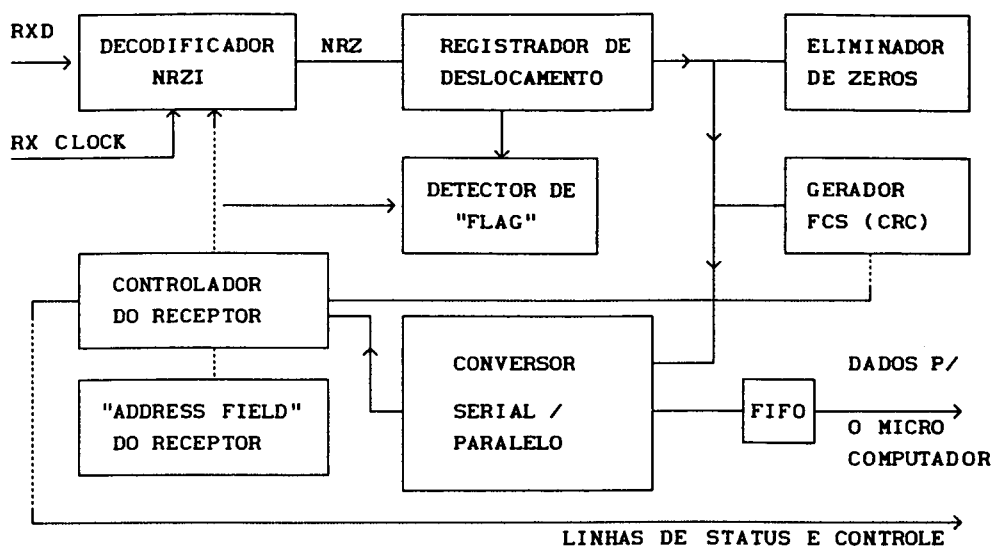 RXD
DECODIFICADOR
NRZI
NRZ
REGISTRADOR DE
DESLOCAMENTO
ELIMINADOR
DE ZEROS
RX CLOCK
DETECTOR DE
"FLAG"
GERADOR
FCS (CRC)
CONTROLADOR
DO RECEPTOR
"ADDRESS FIELD"
DO RECEPTOR
CONVERSOR
SERIAL /
PARALELO
FIFO
DADOS P/
O MICRO
COMPUTADOR
LINHAS DE STATUS E CONTROLE